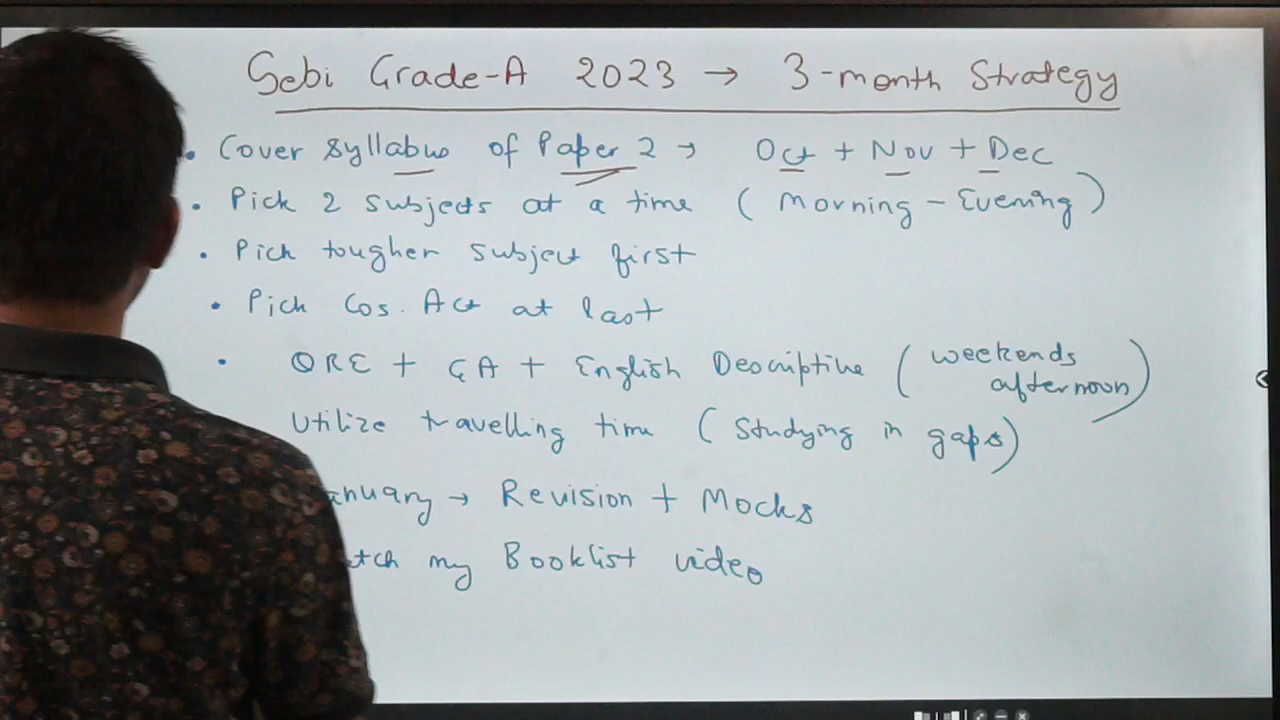 Sebi Grade-A 2023 → 3-month Strategy
• Cover syllabus of Paper 2 → Oct + Nov + Dec
• Pick 2 subjects at a time (Morning - Evening)
• Pick tougher subject first
• Pick Cos. Act at last
• QRE + GA + English Descriptive (weekends afternoon)
Utilize travelling time (Studying in gaps)
anuary → Revision + Mocks
tch my Booklist video